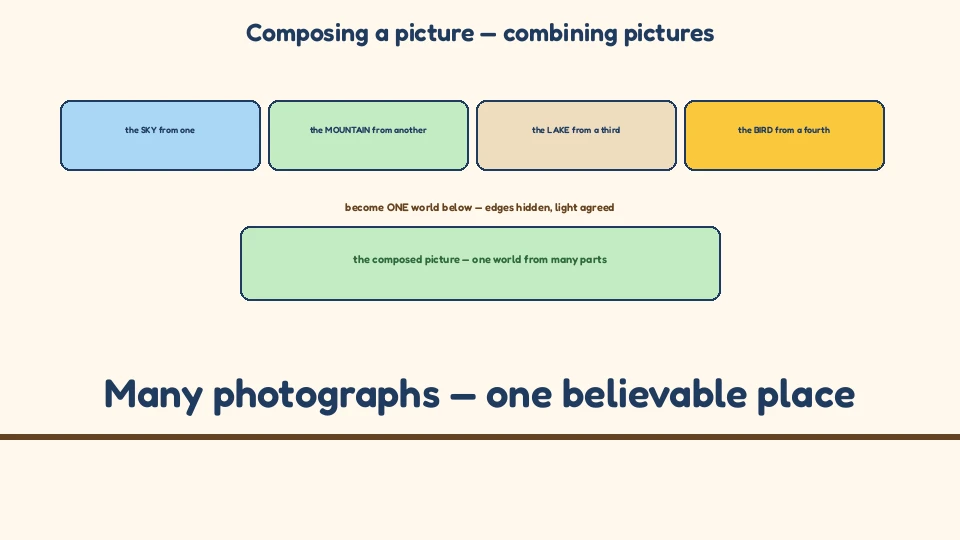 Composing a picture — combining pictures
the SKY from one
the MOUNTAIN from another
the LAKE from a third
the BIRD from a fourth
become ONE world below — edges hidden, light agreed
the composed picture — one world from many parts
Many photographs — one believable place